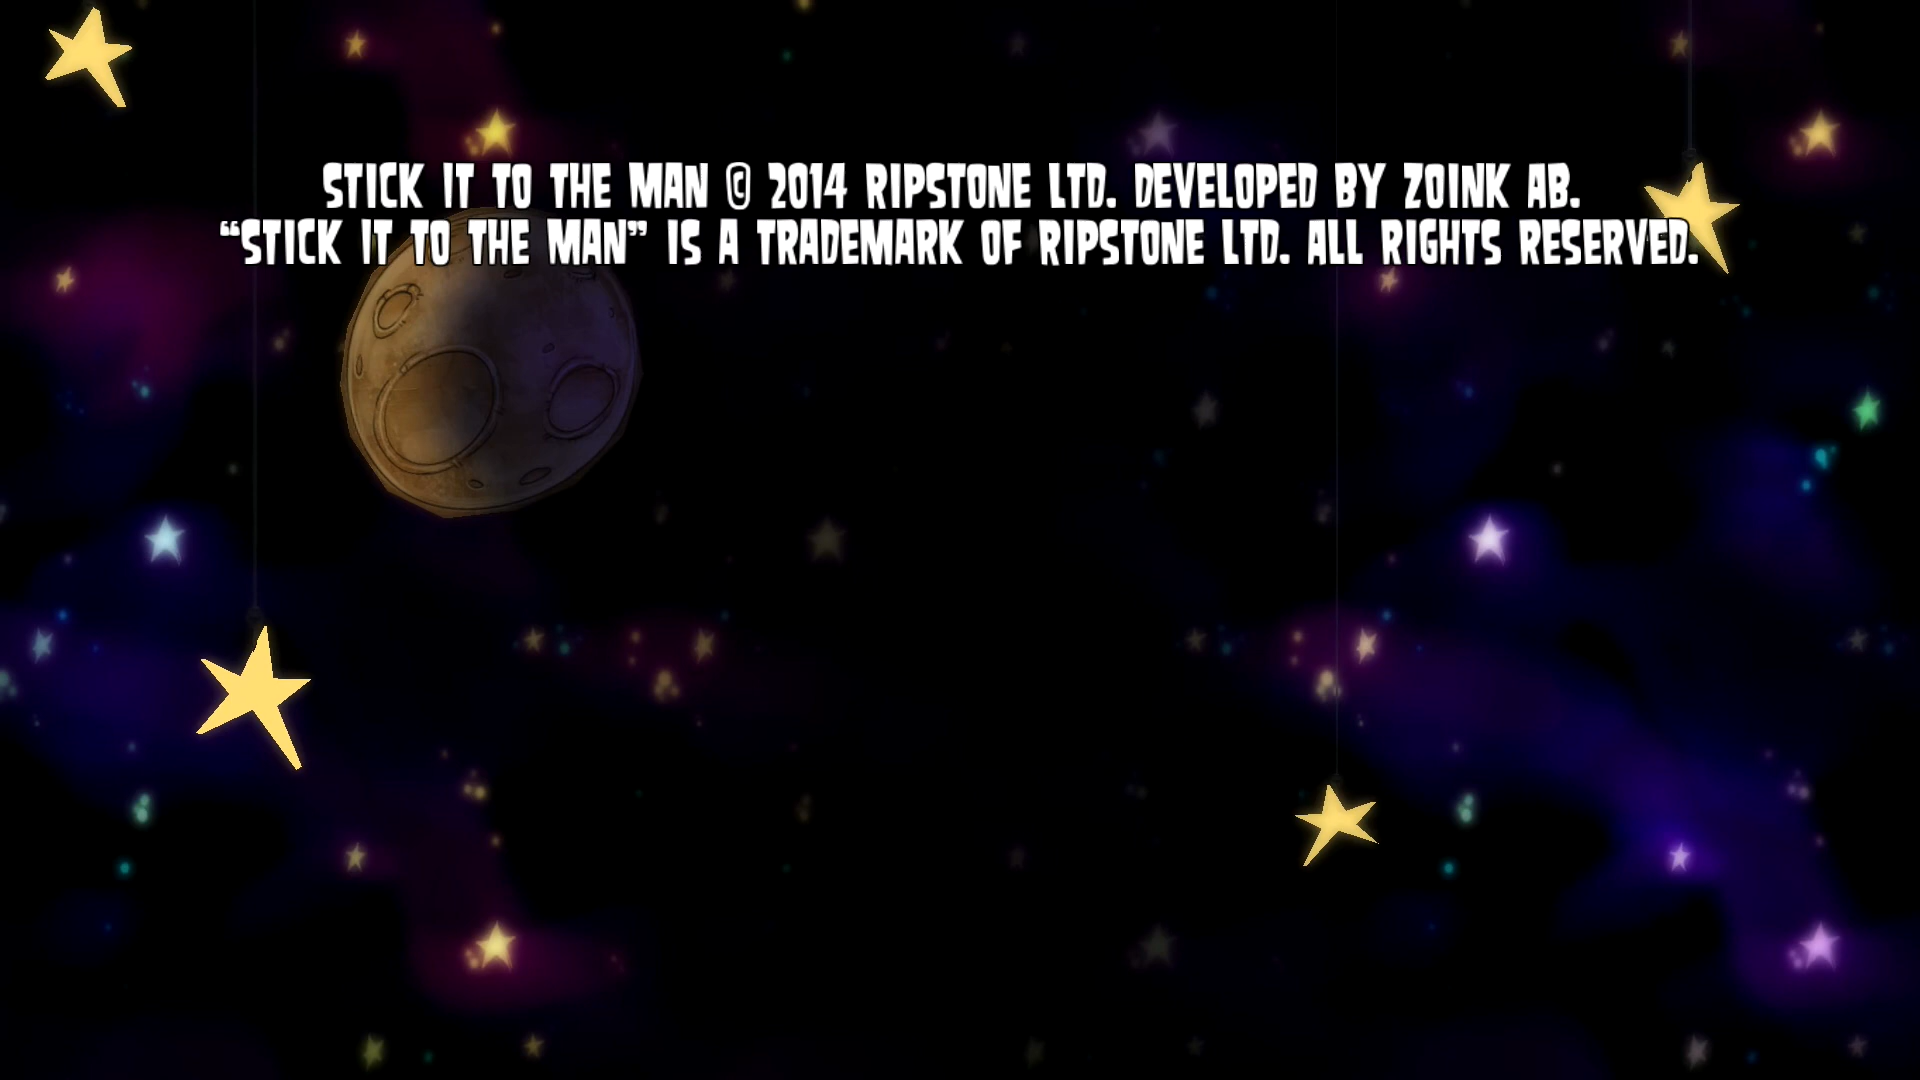 STICK IT TO THE MAN © 2014 RIPSTONE LTD. DEVELOPED BY ZOINK AB.
“STICK IT TO THE MAN” IS A TRADEMARK OF RIPSTONE LTD. ALL RIGHTS RESERVED.